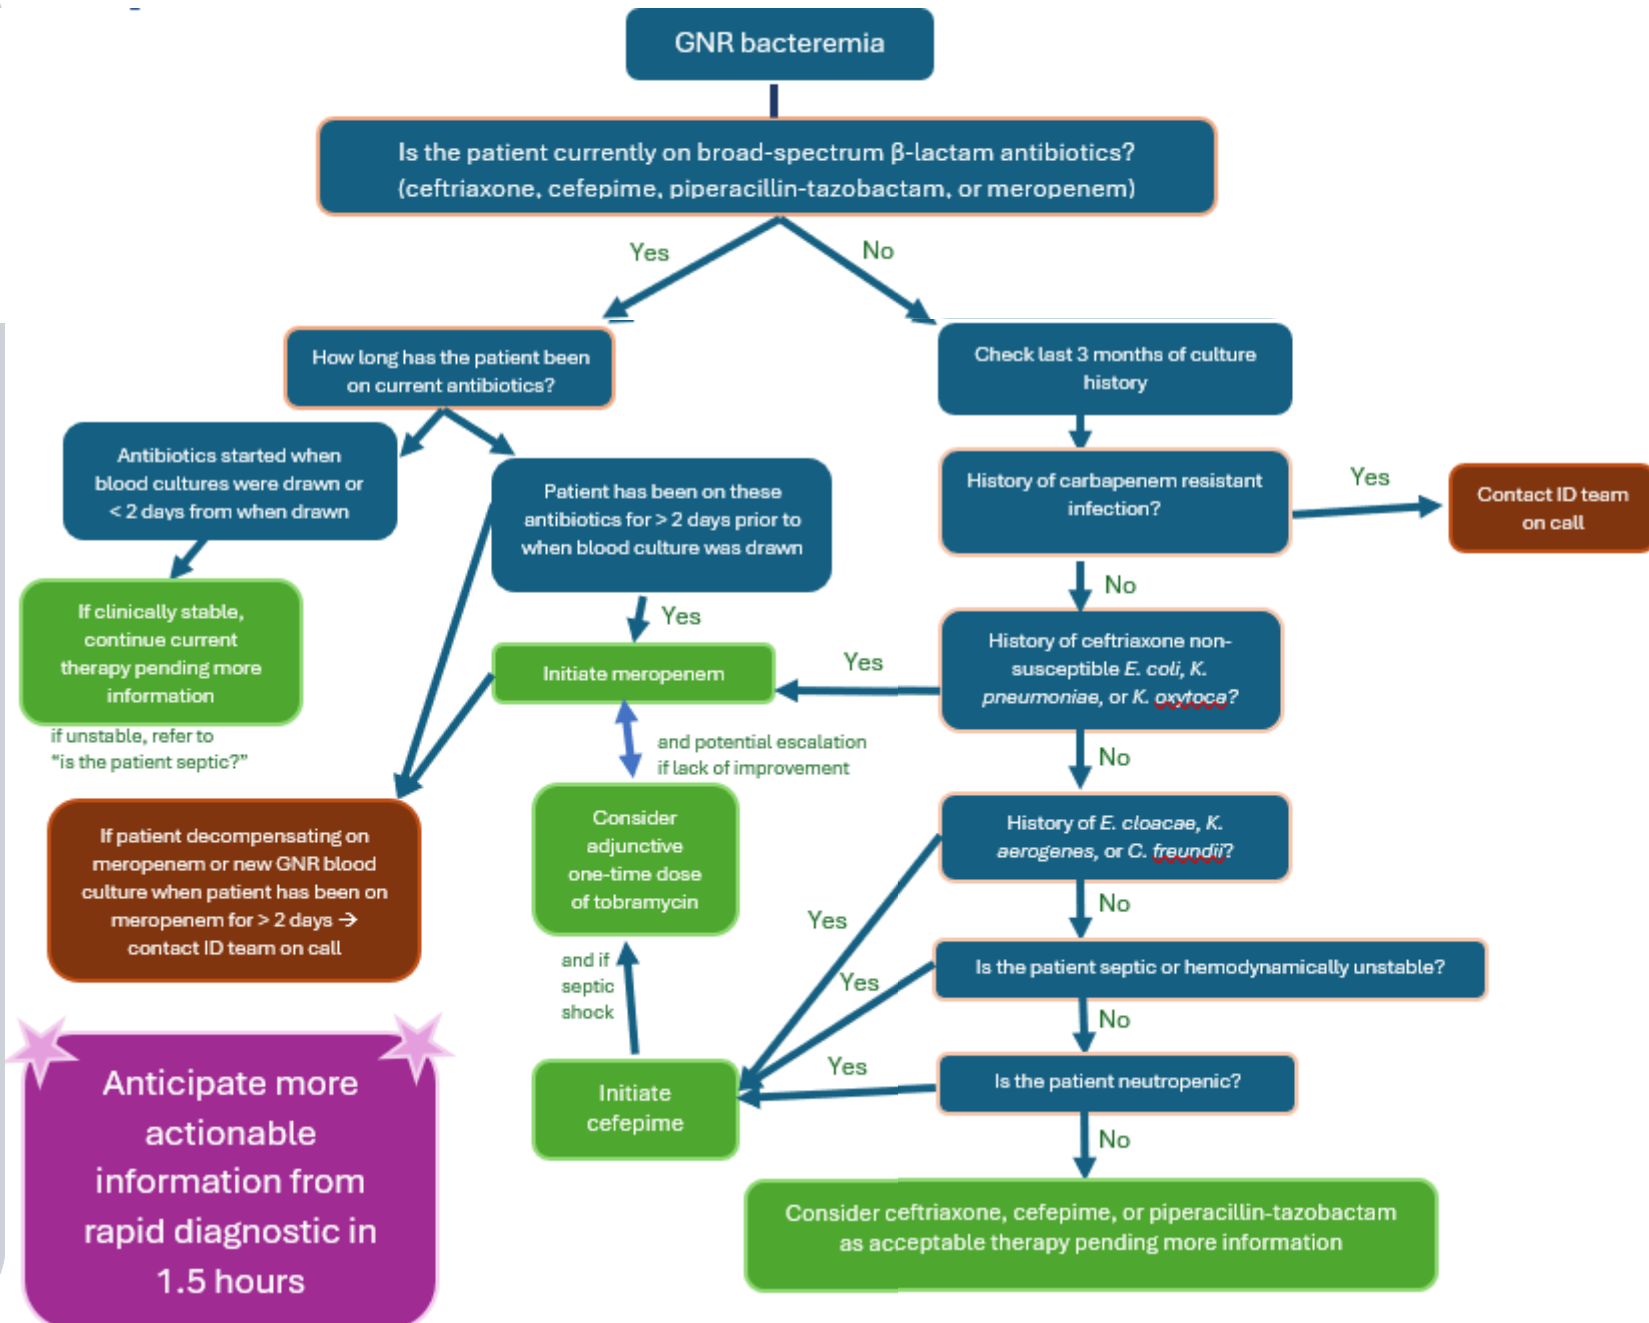 GNR bacteremia
Is the patient currently on broad-spectrum β-lactam antibiotics?
(ceftriaxone, cefepime, piperacillin-tazobactam, or meropenem)
Yes
No
How long has the patient been
on current antibiotics?
Check last 3 months of culture
history
Antibiotics started when
blood cultures were drawn or
< 2 days from when drawn
Patient has been on these
antibiotics for > 2 days prior to
when blood culture was drawn
History of carbapenem resistant
infection?
Yes
Contact ID team
on call
No
If clinically stable,
continue current
therapy pending more
information
if unstable, refer to
“is the patient septic?”
Yes
Initiate meropenem
Yes
History of ceftriaxone non-
susceptible E. coli, K.
pneumoniae, or K. oxytoca?
and potential escalation
if lack of improvement
No
If patient decompensating on
meropenem or new GNR blood
culture when patient has been on
meropenem for > 2 days →
contact ID team on call
Consider
adjunctive
one-time dose
of tobramycin
History of E. cloacae, K.
aerogenes, or C. freundii?
Yes
No
and if
septic
shock
Yes
Is the patient septic or hemodynamically unstable?
No
Initiate
cefepime
Yes
Is the patient neutropenic?
No
Anticipate more
actionable
information from
rapid diagnostic in
1.5 hours
Consider ceftriaxone, cefepime, or piperacillin-tazobactam
as acceptable therapy pending more information